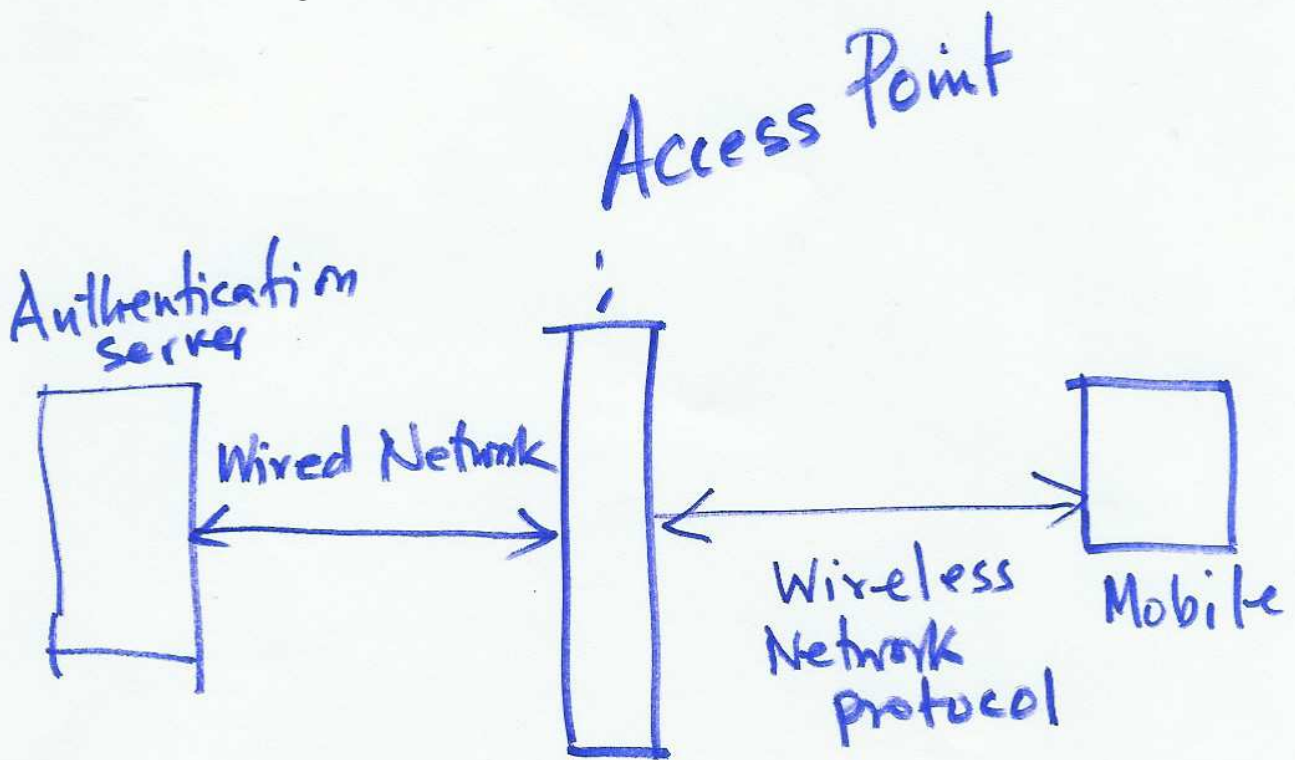 Access Point
Authentication
server
Wired Network
Wireless
Network
protocol
Mobile